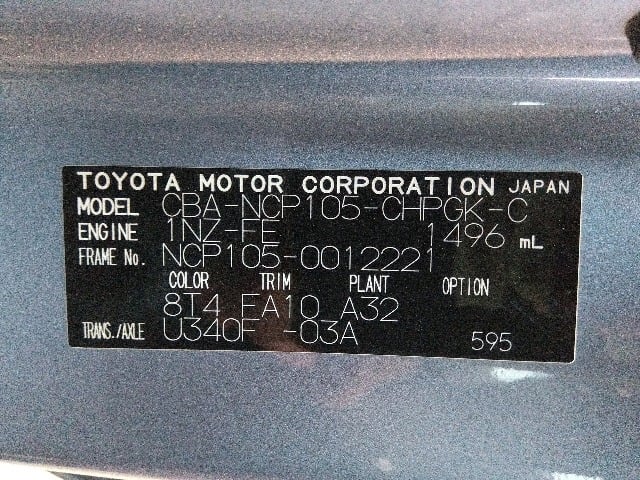 TOYOTA MOTOR CORPORATION JAPAN
MODEL CBA-NCP105-CHPGK-C
ENGINE 1NZ-FE 1496 mL
FRAME No. NCP105-0012221
COLOR TRIM PLANT OPTION
8T4 FA10 A32
TRANS./AXLE U340F -03A 595